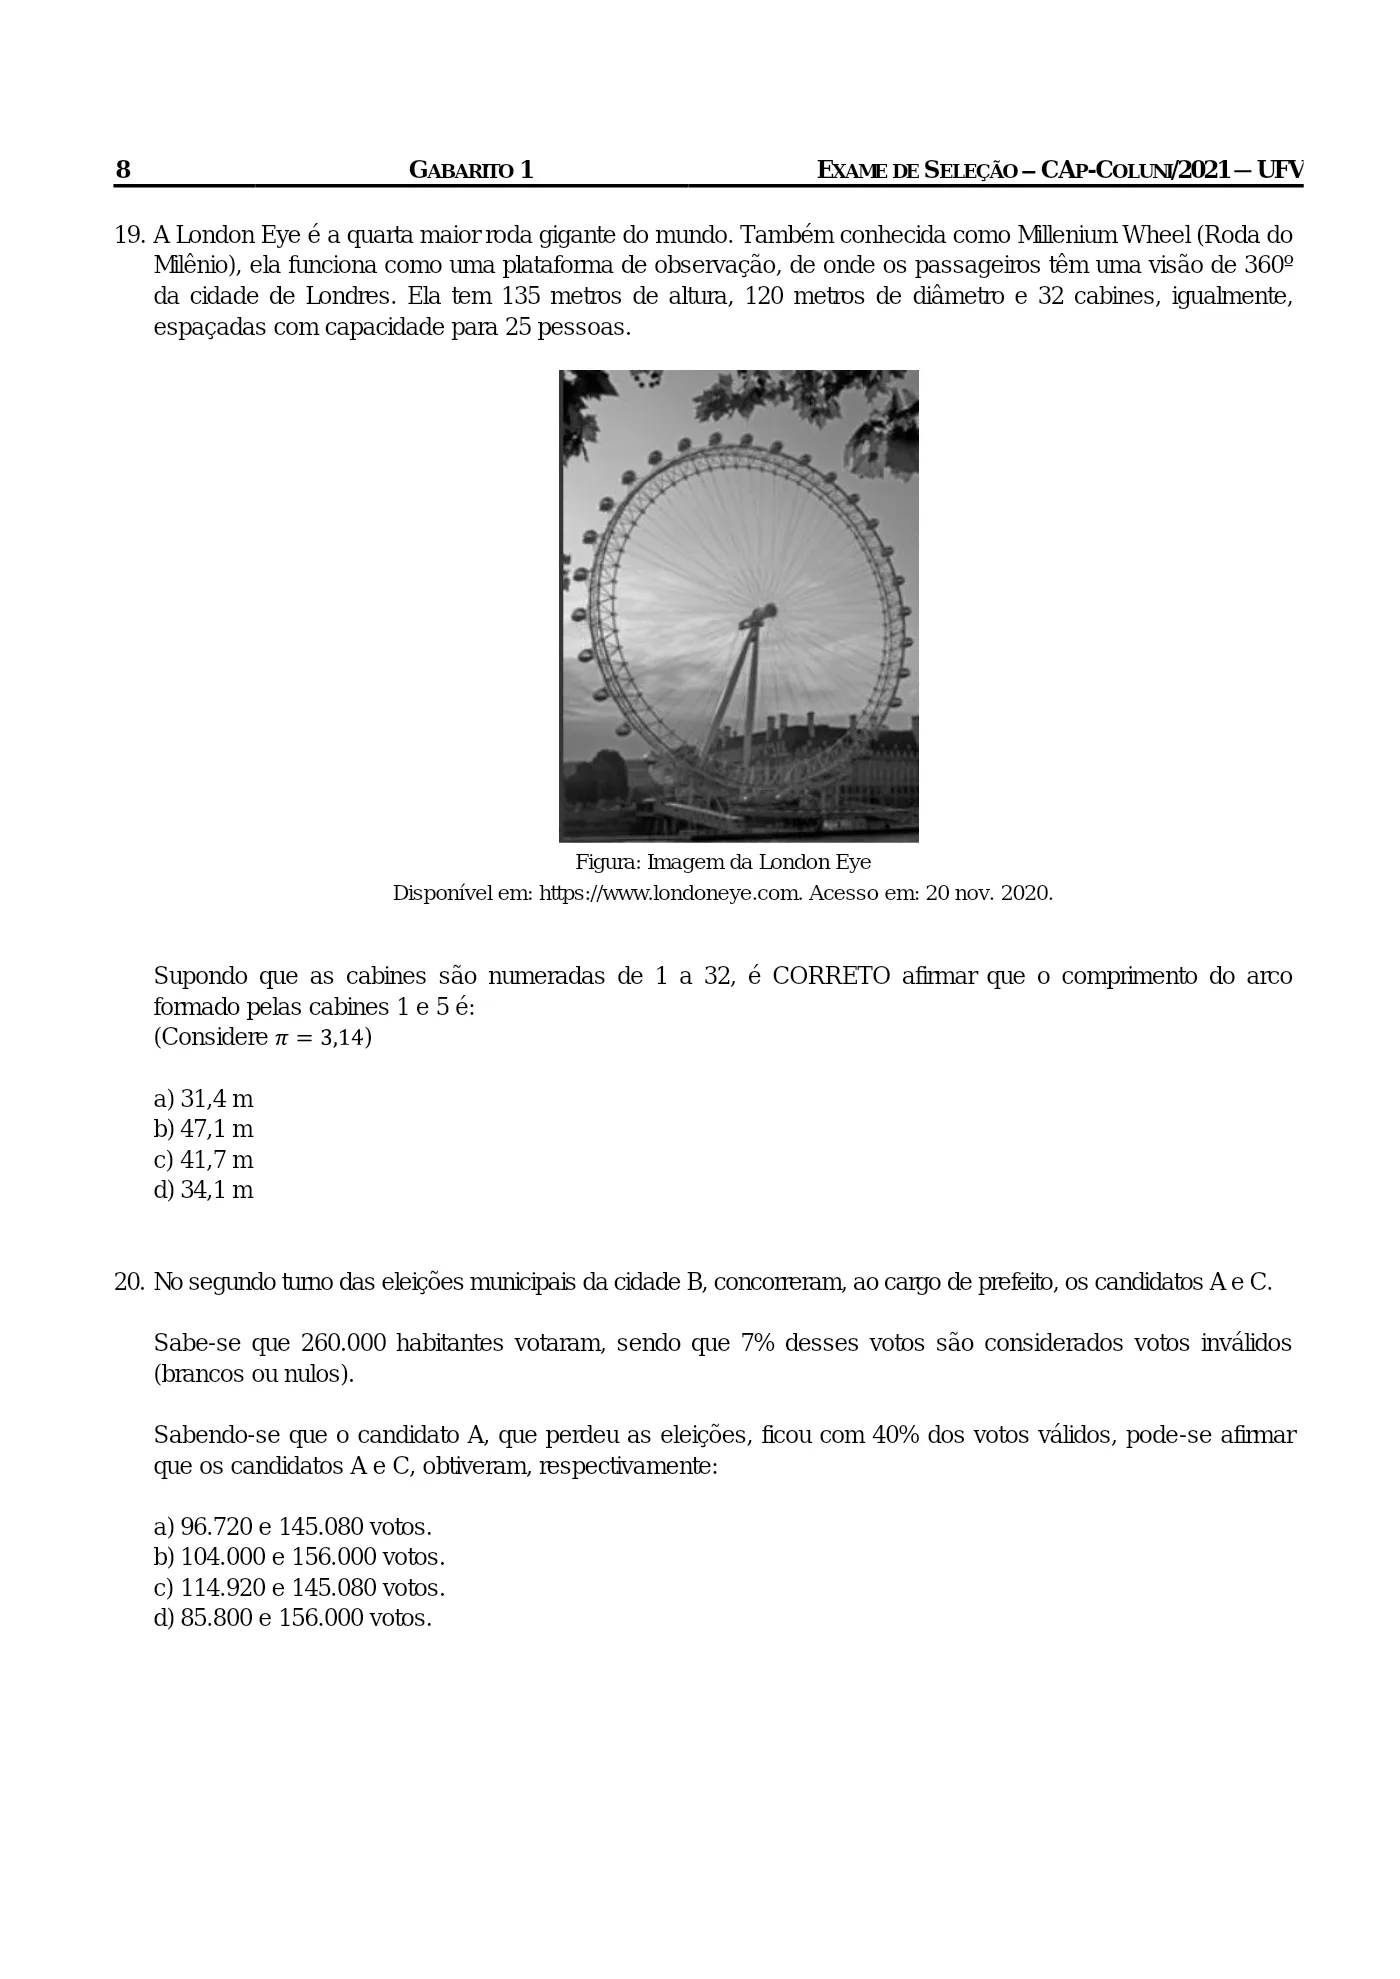 8 GABARITO 1 EXAME DE SELEÇÃO – CAP-COLUNI/2021 — UFV
19. A London Eye é a quarta maior roda gigante do mundo. Também conhecida como Millenium Wheel (Roda do
Milênio), ela funciona como uma plataforma de observação, de onde os passageiros têm uma visão de 360º
da cidade de Londres. Ela tem 135 metros de altura, 120 metros de diâmetro e 32 cabines, igualmente,
espaçadas com capacidade para 25 pessoas.
Figura: Imagem da London Eye
Disponível em: https://www.londoneye.com. Acesso em: 20 nov. 2020.
Supondo que as cabines são numeradas de 1 a 32, é CORRETO afirmar que o comprimento do arco
formado pelas cabines 1 e 5 é:
(Considere π = 3,14)
a) 31,4 m
b) 47,1 m
c) 41,7 m
d) 34,1 m
20. No segundo turno das eleições municipais da cidade B, concorreram, ao cargo de prefeito, os candidatos A e C.
Sabe-se que 260.000 habitantes votaram, sendo que 7% desses votos são considerados votos inválidos
(brancos ou nulos).
Sabendo-se que o candidato A, que perdeu as eleições, ficou com 40% dos votos válidos, pode-se afirmar
que os candidatos A e C, obtiveram, respectivamente:
a) 96.720 e 145.080 votos.
b) 104.000 e 156.000 votos.
c) 114.920 e 145.080 votos.
d) 85.800 e 156.000 votos.